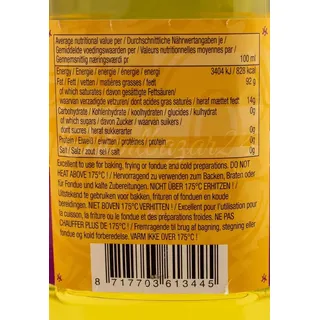 Average nutritional value per / Durchschnittliche Nährwertangaben je /
Gemiddelde voedingswaarden per / Valeurs nutritionnelles moyennes par /
Gennemsnitlig næringsværdi pr 100 ml
Energy / Energie / energie / énergie / energi 3404 kJ / 828 kcal
Fat / Fett / vetten / matières grasses / fedt 92 g
of which saturates / davon gesättigte Fettsäuren/
waarvan verzadigde vetzuren/ dont acides gras saturés / heraf mættet fedt 14g
Carbohydrate / Kohlenhydrate / koolhydraten / glucides / kulhydrat 0g
of which sugars / davon Zucker / waarvan suikers /
dont sucres / heraf sukkerarter 0g
Protein / Eiweiß / eiwitten / protéines / protein 0g
Salt / Salz / zout / sel / salt 0g
Excellent to use for baking, frying or fondue and cold preparations. DO NOT
HEAT ABOVE 175°C ! / Hervorragend zu verwenden zum Backen, Braten oder
für Fondue und kalte Zubereitungen. NICHT ÜBER 175°C ERHITZEN ! /
Uitstekend te gebruiken voor bakken, frituren of fonduen en koude
bereidingen. NIET BOVEN 175°C VERHITTEN ! / Excellent pour l'utilisation pour
la cuisson, la friture ou le fondue et des préparations froides. NE PAS
CHAUFFER PLUS DE 175°C ! / Fremragende til brug af bagning, stegning eller
fondue og kold forberedelse. VARM IKKE OVER 175°C !
8 717703 613445